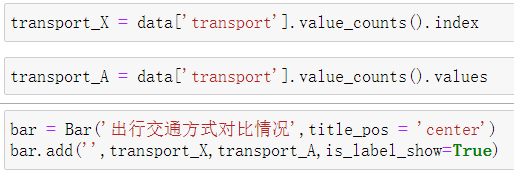 transport_X = data['transport'].value_counts().index
transport_A = data['transport'].value_counts().values
bar = Bar('出行交通方式对比情况',title_pos = 'center')
bar.add('',transport_X,transport_A,is_label_show=True)